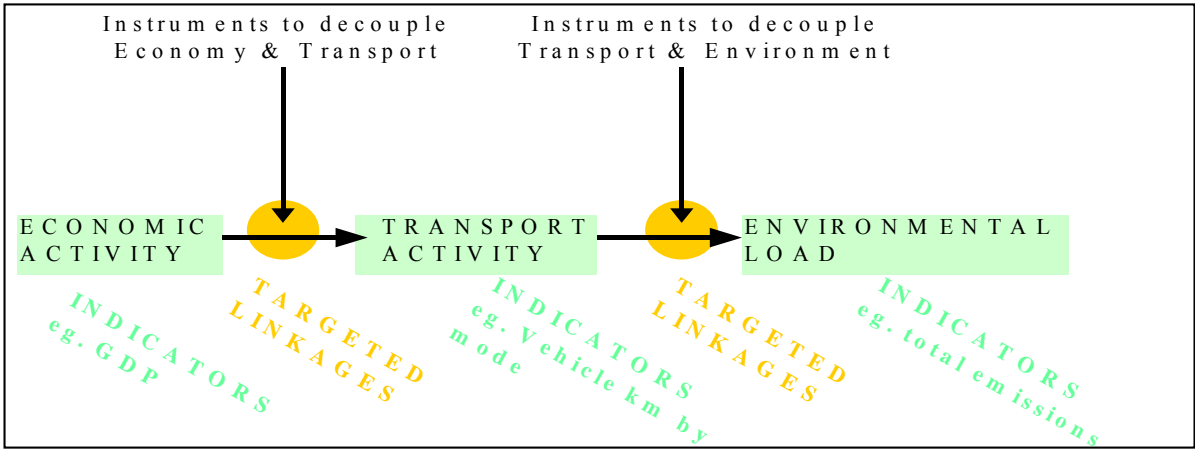 Instruments to decouple
Economy & Transport
Instruments to decouple
Transport & Environment
ECONOMIC
ACTIVITY
TRANSPORT
ACTIVITY
ENVIRONMENTAL
LOAD
INDICATORS
eg. GDP
TARGETED
LINKAGES
INDICATORS
eg. Vehicle km by
mode
TARGETED
LINKAGES
INDICATORS
eg. total emissions